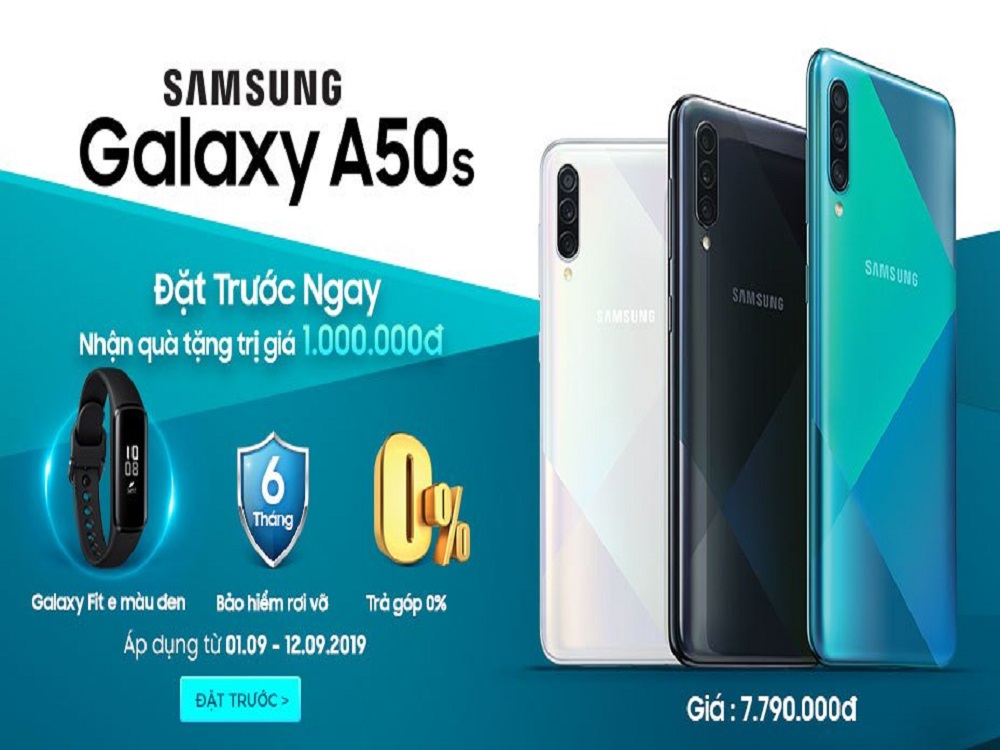 SAMSUNG
Galaxy A50s
Đặt Trước Ngay
Nhận quà tặng trị giá 1.000.000đ
10
08
6
Tháng
0%
Galaxy Fit e màu đen
Bảo hiểm rơi vỡ
Trả góp 0%
Áp dụng từ 01.09 - 12.09.2019
ĐẶT TRƯỚC >
SAMSUNG
SAMSUNG
SAMSUNG
Giá : 7.790.000đ